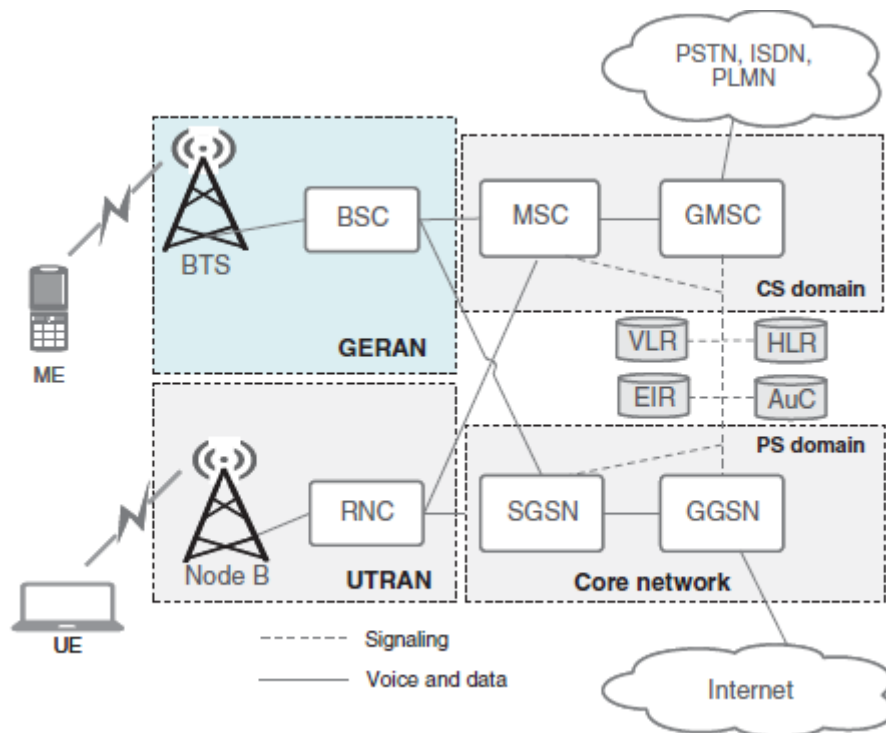 PSTN, ISDN,
PLMN
BSC
MSC
GMSC
BTS
CS domain
GERAN
VLR
HLR
ME
EIR
AuC
PS domain
RNC
SGSN
GGSN
Node B
UTRAN
Core network
UE
Signaling
Voice and data
Internet